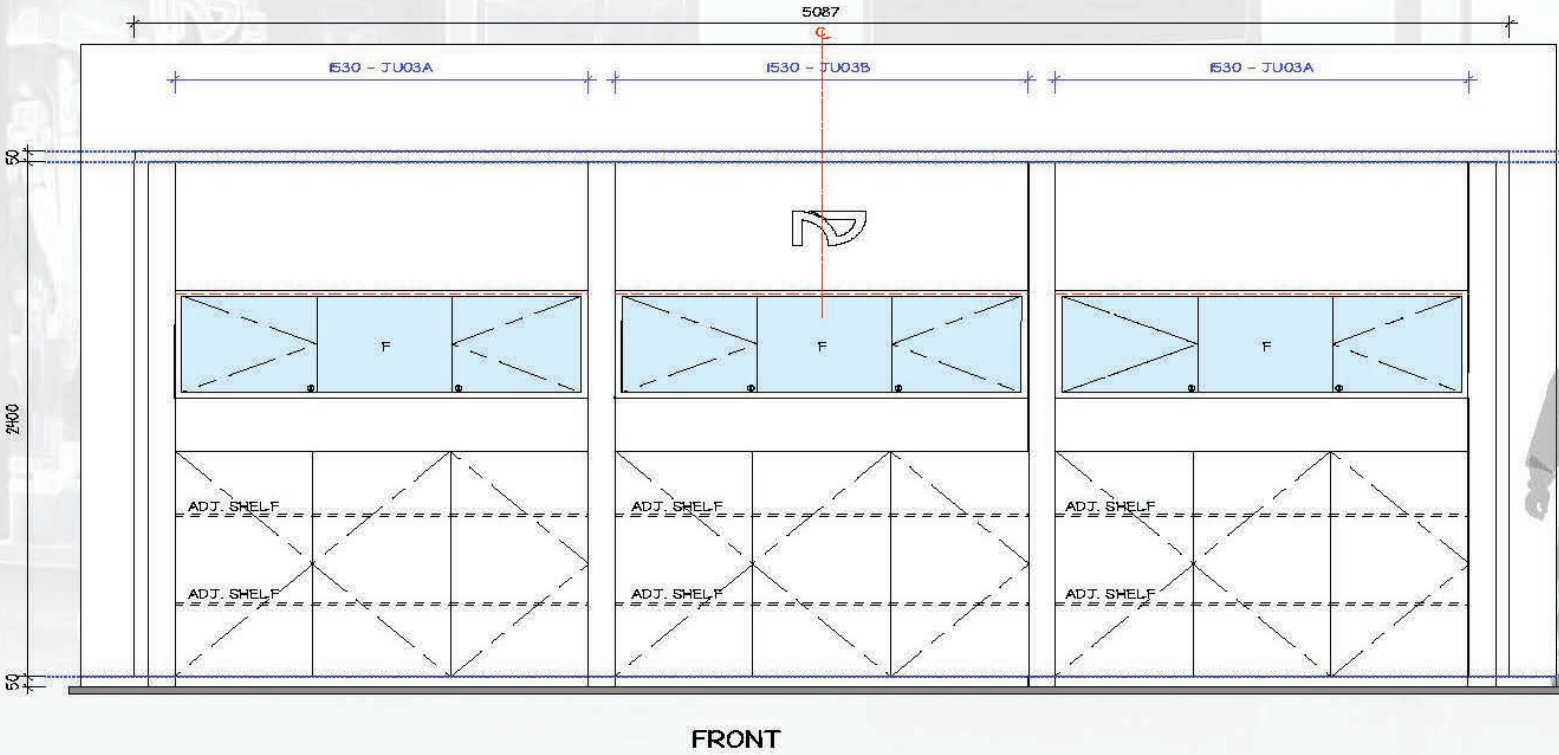 5087
℄
1530 - JU03A
1530 - JU03B
1530 - JU03A
50
F
F
F
2400
ADJ. SHELF
ADJ. SHELF
ADJ. SHELF
ADJ. SHELF
ADJ. SHELF
ADJ. SHELF
50
FRONT